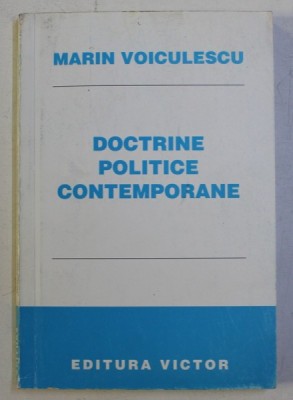 MARIN VOICULESCU
DOCTRINE
POLITICE
CONTEMPORANE
EDITURA VICTOR